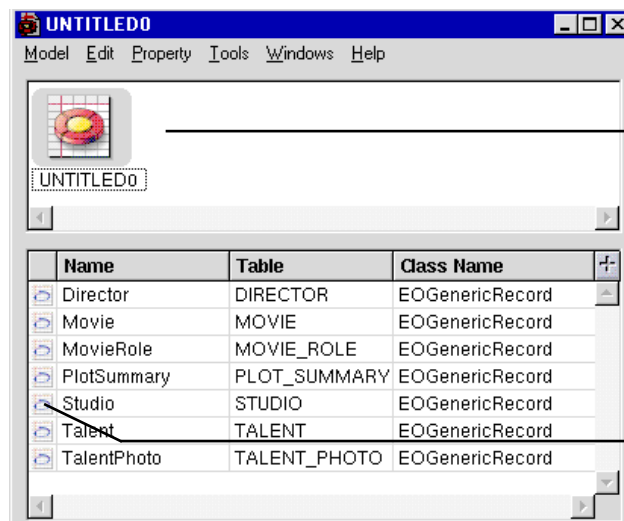 UNTITLED0
Model Edit Property Tools Windows Help
UNTITLED0
Name Table Class Name
Director DIRECTOR EOGenericRecord
Movie MOVIE EOGenericRecord
MovieRole MOVIE_ROLE EOGenericRecord
PlotSummary PLOT_SUMMARY EOGenericRecord
Studio STUDIO EOGenericRecord
Talent TALENT EOGenericRecord
TalentPhoto TALENT_PHOTO EOGenericRecord